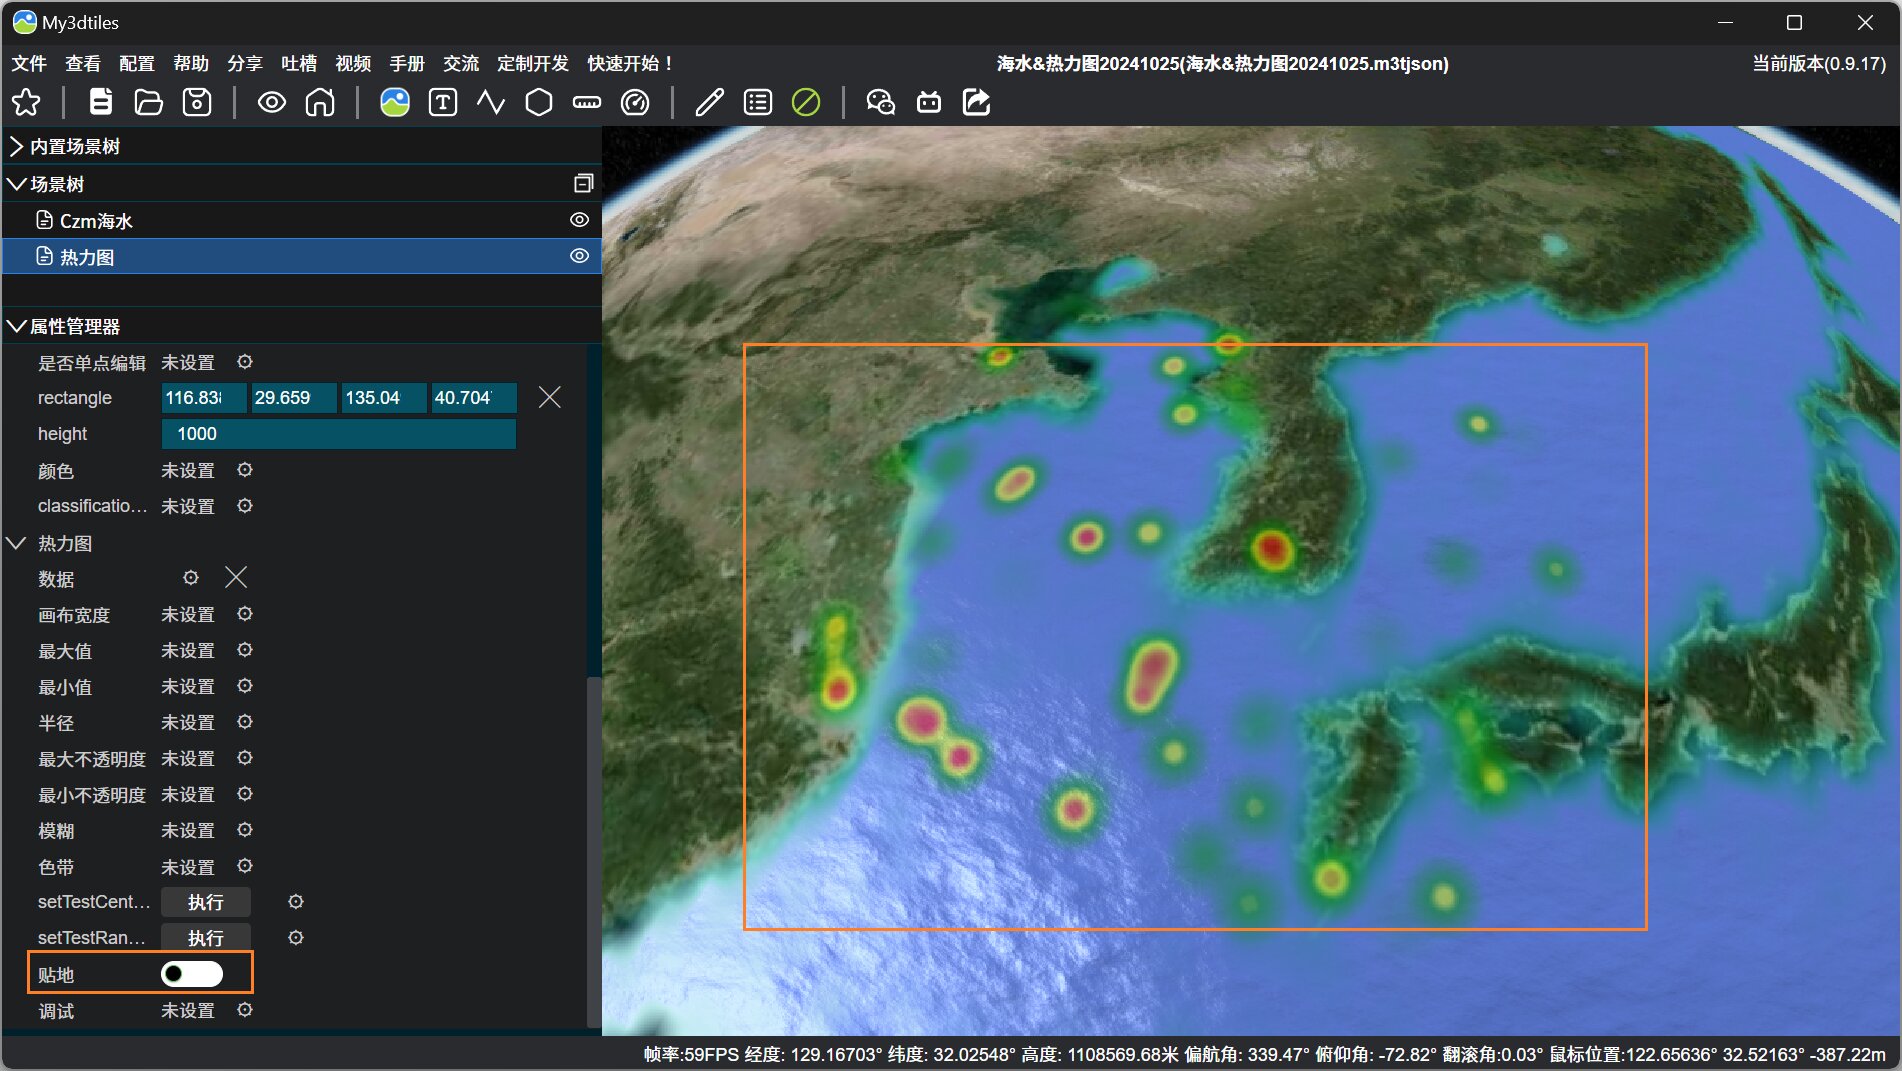 My3dtiles
文件 查看 配置 帮助 分享 吐槽 视频 手册 交流 定制开发 快速开始！ 海水&热力图20241025(海水&热力图20241025.m3tjson) 当前版本(0.9.17)
内置场景树
场景树
Czm海水
热力图
属性管理器
是否单点编辑 未设置
rectangle 116.838 29.659 135.04 40.704
height 1000
颜色 未设置
classificatio... 未设置
热力图
数据
画布宽度 未设置
最大值 未设置
最小值 未设置
半径 未设置
最大不透明度 未设置
最小不透明度 未设置
模糊 未设置
色带 未设置
setTestCent... 执行
setTestRan... 执行
贴地
调试 未设置
帧率:59FPS 经度: 129.16703° 纬度: 32.02548° 高度: 1108569.68米 偏航角: 339.47° 俯仰角: -72.82° 翻滚角:0.03° 鼠标位置:122.65636° 32.52163° -387.22m